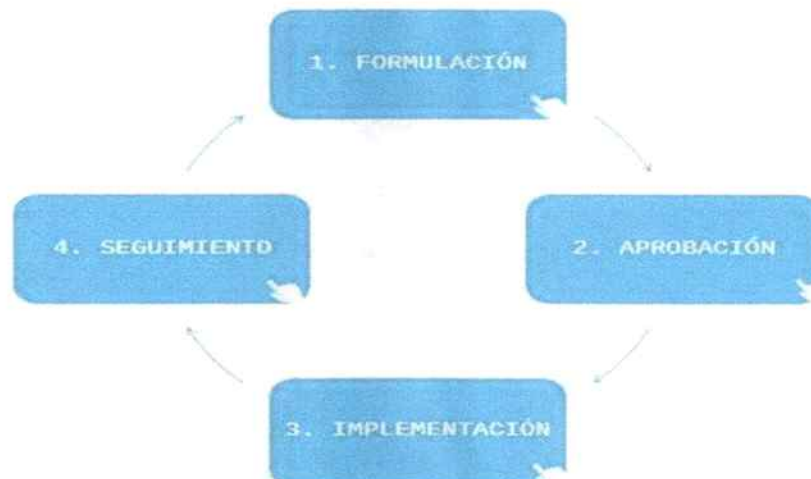 1. FORMULACIÓN
2. APROBACIÓN
3. IMPLEMENTACIÓN
4. SEGUIMIENTO